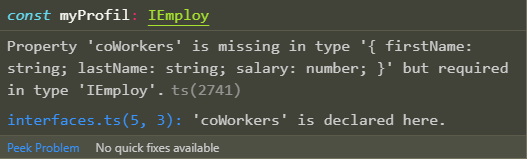 const myProfil: IEmploy
Property 'coWorkers' is missing in type '{ firstName:
string; lastName: string; salary: number; }' but required
in type 'IEmploy'. ts(2741)
interfaces.ts(5, 3): 'coWorkers' is declared here.
Peek Problem No quick fixes available